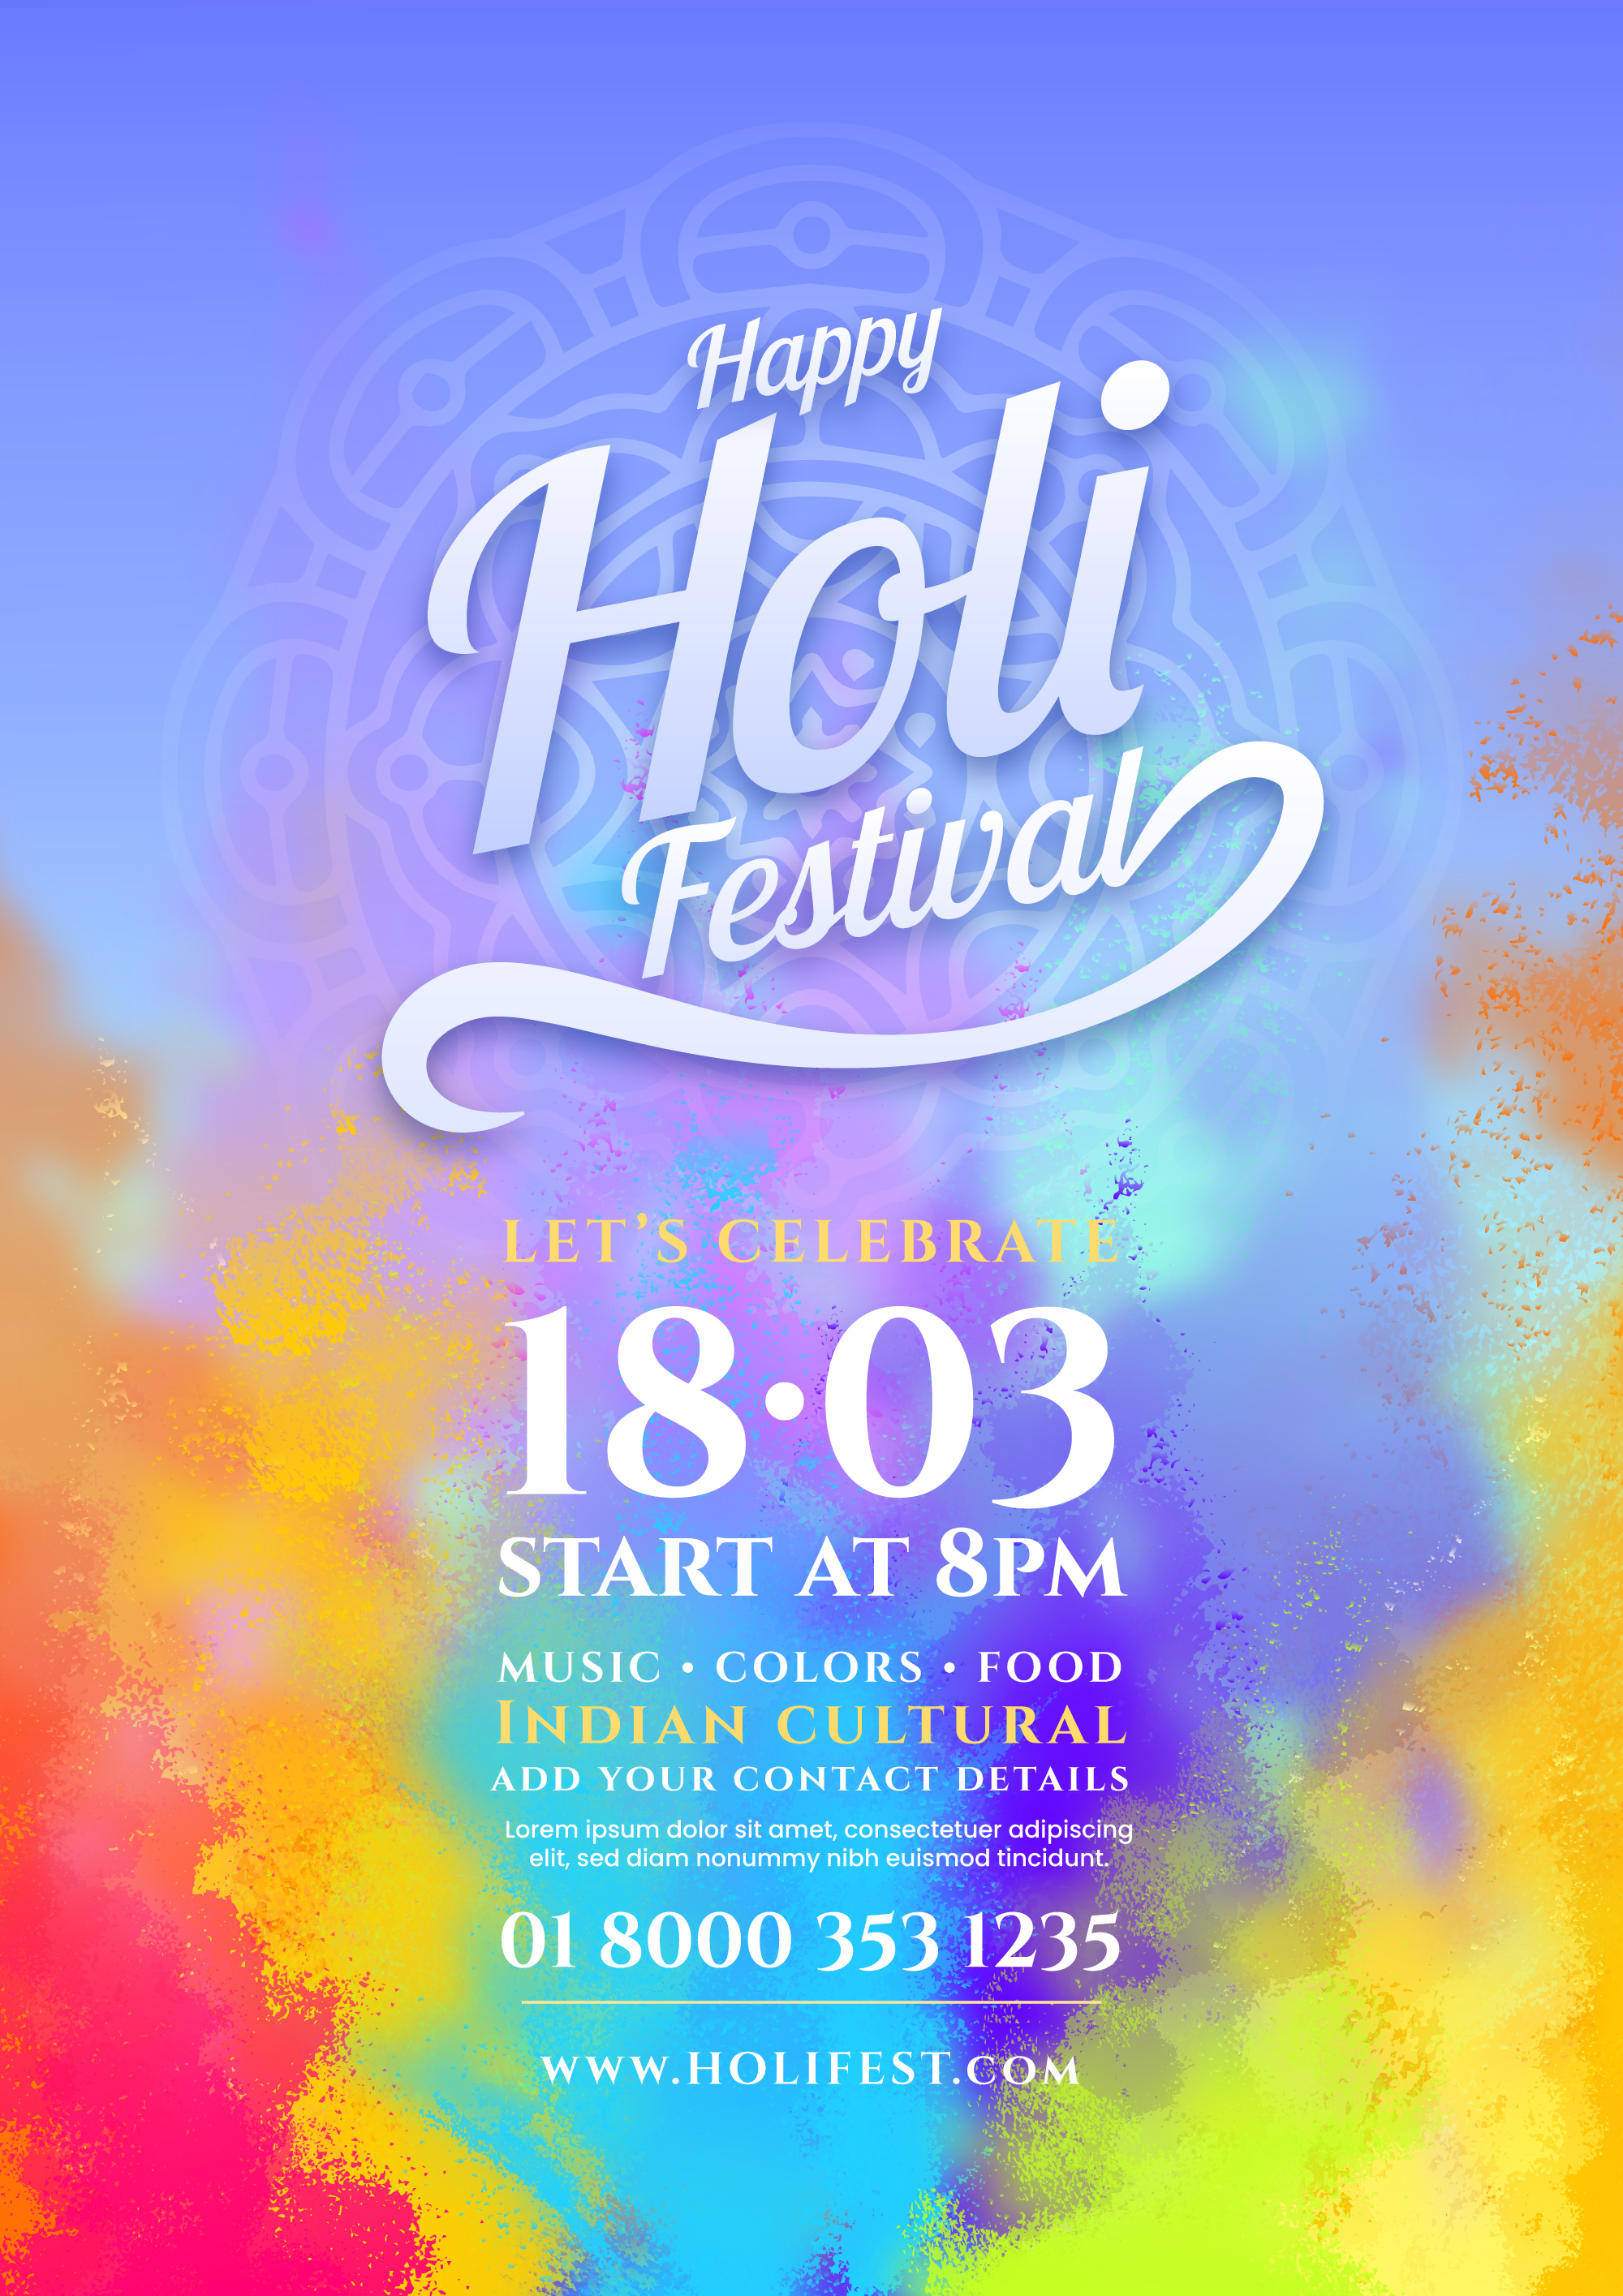 Happy
Holi
Festival
LET'S CELEBRATE
18•03
START AT 8PM
MUSIC • COLORS • FOOD
INDIAN CULTURAL
ADD YOUR CONTACT DETAILS
Lorem ipsum dolor sit amet, consectetuer adipiscing
elit, sed diam nonummy nibh euismod tincidunt.
01 8000 353 1235
WWW.HOLIFEST.COM